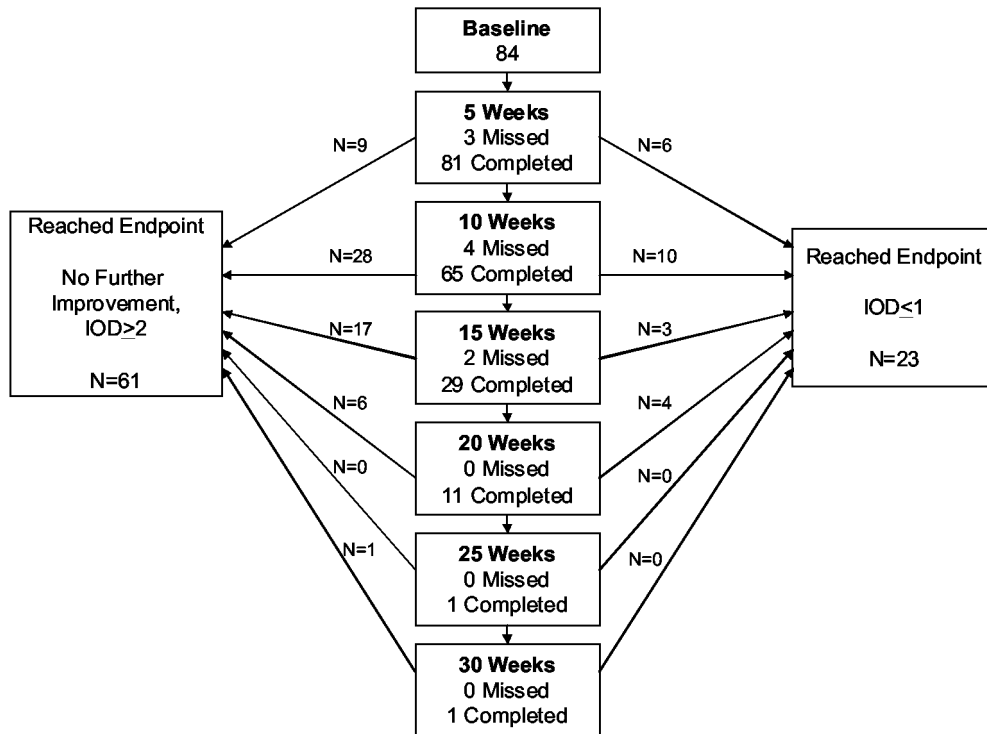 Baseline
84
5 Weeks
3 Missed
81 Completed
N=9
N=6
10 Weeks
4 Missed
65 Completed
N=28
N=10
Reached Endpoint
No Further
Improvement,
IOD≥2
N=61
Reached Endpoint
IOD≤1
N=23
15 Weeks
2 Missed
29 Completed
N=17
N=3
20 Weeks
0 Missed
11 Completed
N=6
N=4
25 Weeks
0 Missed
1 Completed
N=0
N=0
30 Weeks
0 Missed
1 Completed
N=1
N=0